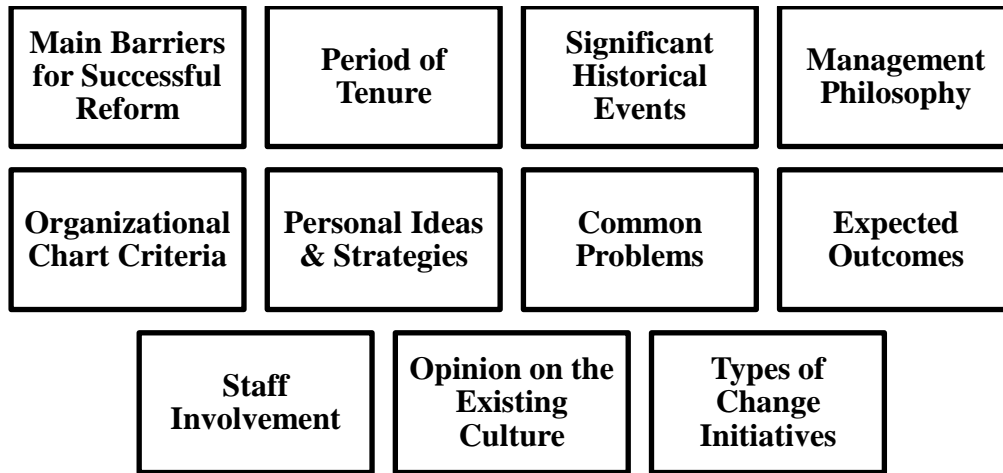 Main Barriers
for Successful
Reform
Period of
Tenure
Significant
Historical
Events
Management
Philosophy
Organizational
Chart Criteria
Personal Ideas
& Strategies
Common
Problems
Expected
Outcomes
Staff
Involvement
Opinion on the
Existing
Culture
Types of
Change
Initiatives